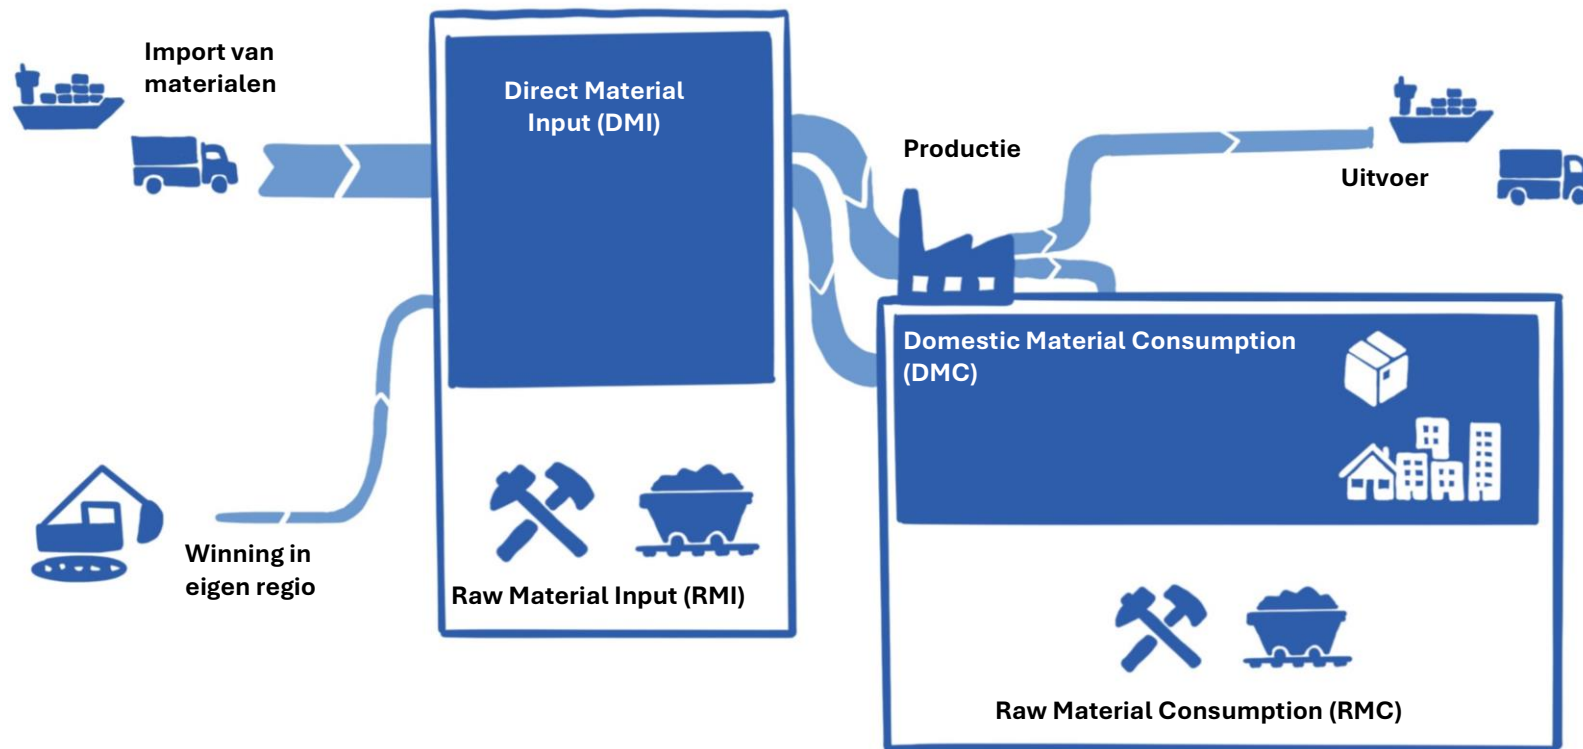 Import van
materialen
Direct Material
Input (DMI)
Productie
Uitvoer
Domestic Material Consumption
(DMC)
Winning in
eigen regio
Raw Material Input (RMI)
Raw Material Consumption (RMC)